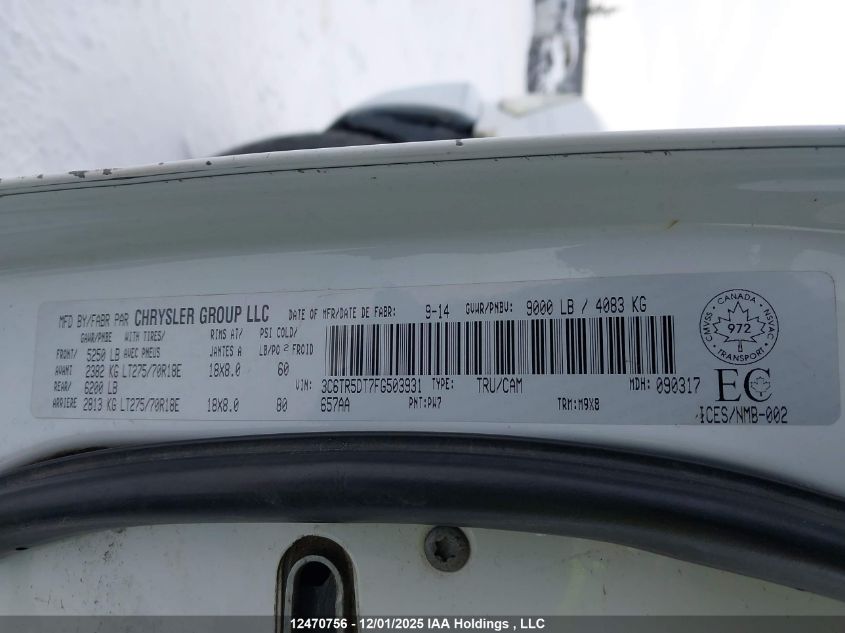 MFD BY/FABR PAR CHRYSLER GROUP LLC DATE OF MFR/DATE DE FABR: 9-14 GVWR/PNBV: 9000 LB / 4083 KG
GAWR/PNBE WITH TIRES/ RIMS AT/ PSI COLD/
FRONT/ 5250 LB AVEC PNEUS JANTES A LB/PO² FROID
AVANT 2382 KG LT275/70R18E 18X8.0 60
REAR/ 6200 LB
ARRIERE 2813 KG LT275/70R18E 18X8.0 80
VIN: 3C6TR5DT7FG503931 TYPE: TRU/CAM MDH: 090317
657AA PNT:PW7 TRM:M9X8
CMVSS CANADA NSVAC
972
TRANSPORT
EC
ICES/NMB-002
12470756 - 12/01/2025 IAA Holdings , LLC